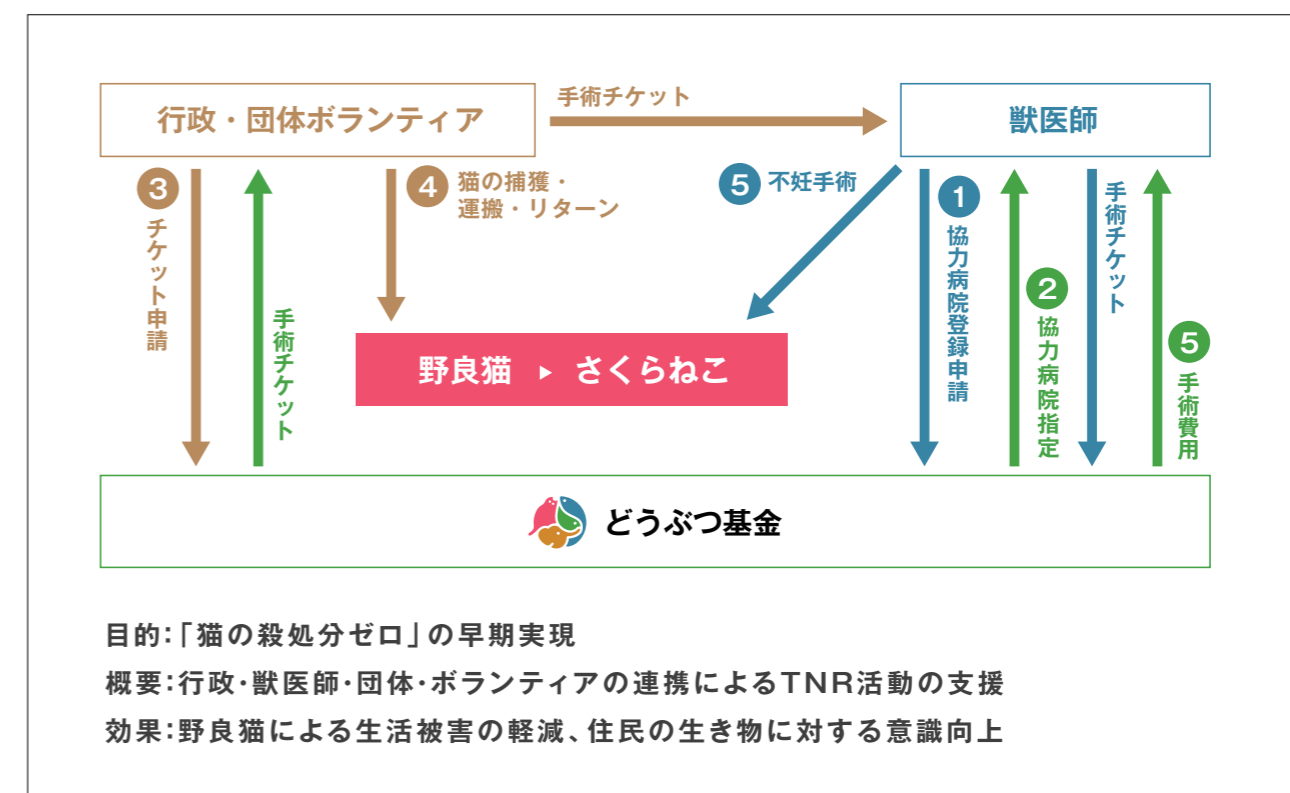 行政・団体ボランティア
手術チケット
獣医師
3 チケット申請
手術チケット
4 猫の捕獲・
運搬・リターン
5 不妊手術
1 協力病院登録申請
2 協力病院指定
手術チケット
5 手術費用
野良猫 ▶ さくらねこ
どうぶつ基金
目的:「猫の殺処分ゼロ」の早期実現
概要:行政・獣医師・団体・ボランティアの連携によるTNR活動の支援
効果:野良猫による生活被害の軽減、住民の生き物に対する意識向上